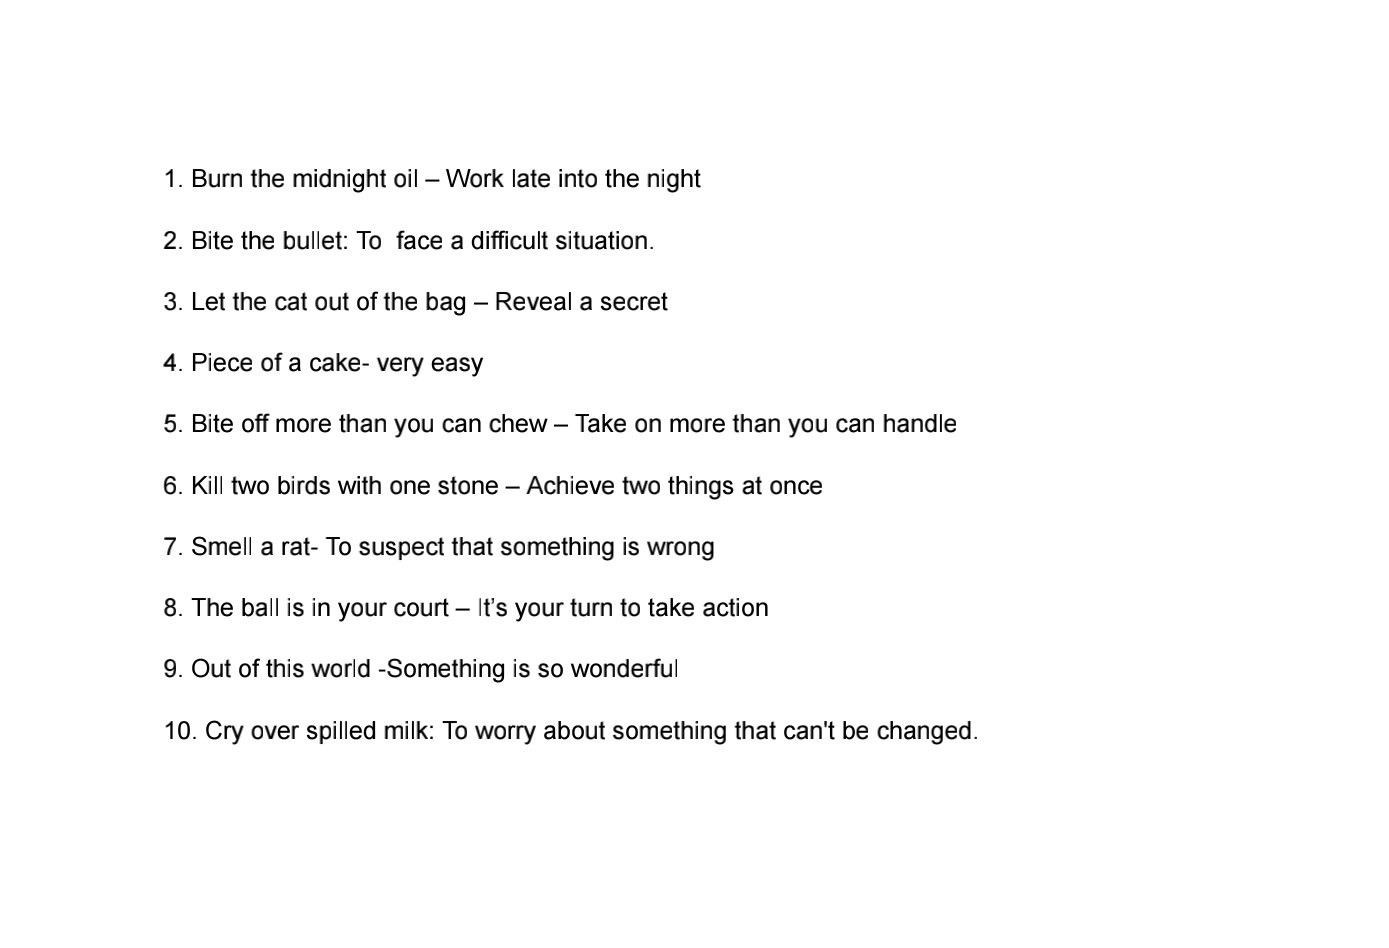 1. Burn the midnight oil – Work late into the night
2. Bite the bullet: To  face a difficult situation.
3. Let the cat out of the bag – Reveal a secret
4. Piece of a cake- very easy
5. Bite off more than you can chew – Take on more than you can handle
6. Kill two birds with one stone – Achieve two things at once
7. Smell a rat- To suspect that something is wrong
8. The ball is in your court – It’s your turn to take action
9. Out of this world -Something is so wonderful
10. Cry over spilled milk: To worry about something that can't be changed.